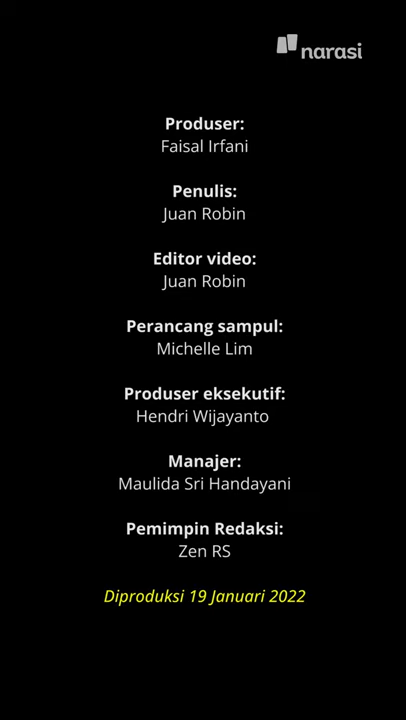 narasi
Produser:
Faisal Irfani
Penulis:
Juan Robin
Editor video:
Juan Robin
Perancang sampul:
Michelle Lim
Produser eksekutif:
Hendri Wijayanto
Manajer:
Maulida Sri Handayani
Pemimpin Redaksi:
Zen RS
Diproduksi 19 Januari 2022